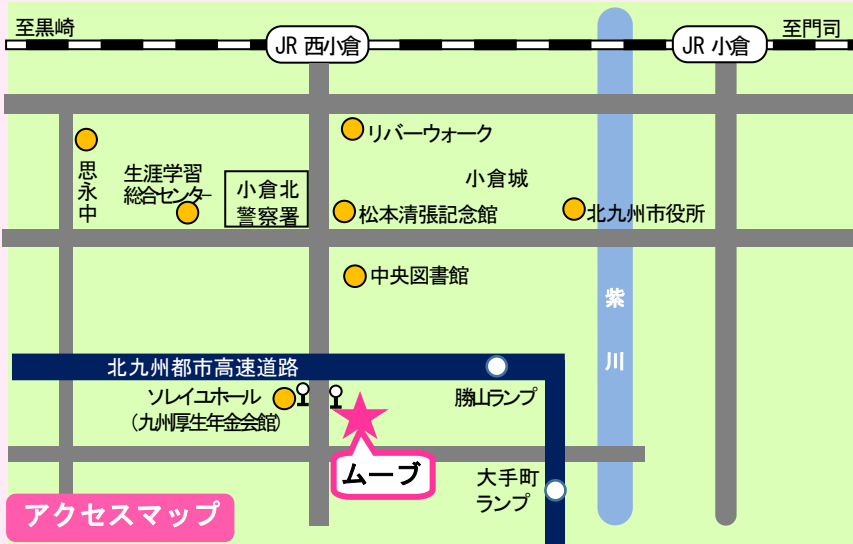 至黒崎
JR 西小倉
JR 小倉
至門司
リバーウォーク
思永中
生涯学習
総合センター
小倉北
警察署
小倉城
松本清張記念館
北九州市役所
中央図書館
紫川
北九州都市高速道路
ソレイユホール
(九州厚生年金会館)
勝山ランプ
ムーブ
大手町
ランプ
アクセスマップ